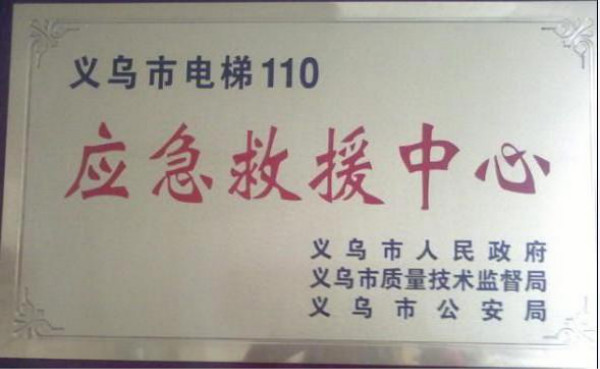 义乌市电梯110
应急救援中心
义乌市人民政府
义乌市质量技术监督局
义乌市公安局